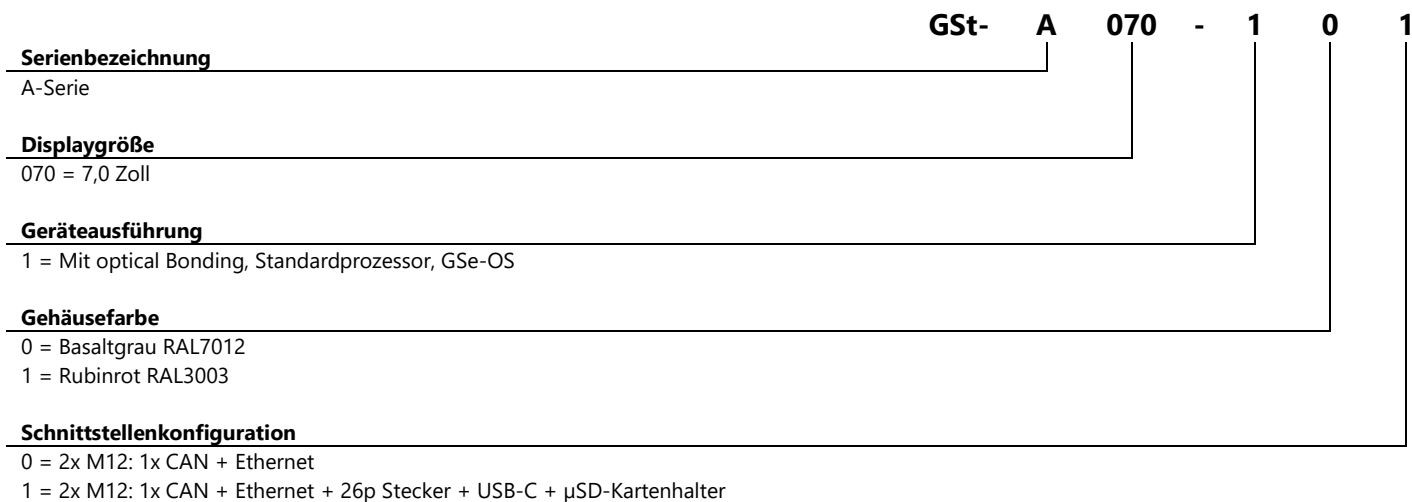 GSt- A 070 - 1 0 1
Serienbezeichnung
A-Serie
Displaygröße
070 = 7,0 Zoll
Geräteausführung
1 = Mit optical Bonding, Standardprozessor, GSe-OS
Gehäusefarbe
0 = Basaltgrau RAL7012
1 = Rubinrot RAL3003
Schnittstellenkonfiguration
0 = 2x M12: 1x CAN + Ethernet
1 = 2x M12: 1x CAN + Ethernet + 26p Stecker + USB-C + µSD-Kartenhalter